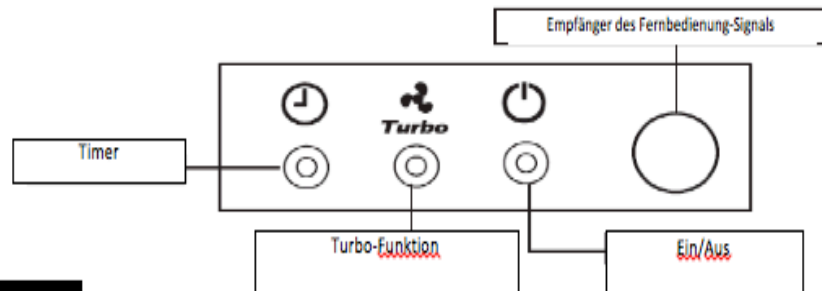 Empfänger des Fernbedienung-Signals
Turbo
Timer
Turbo-Funktion
Ein/Aus